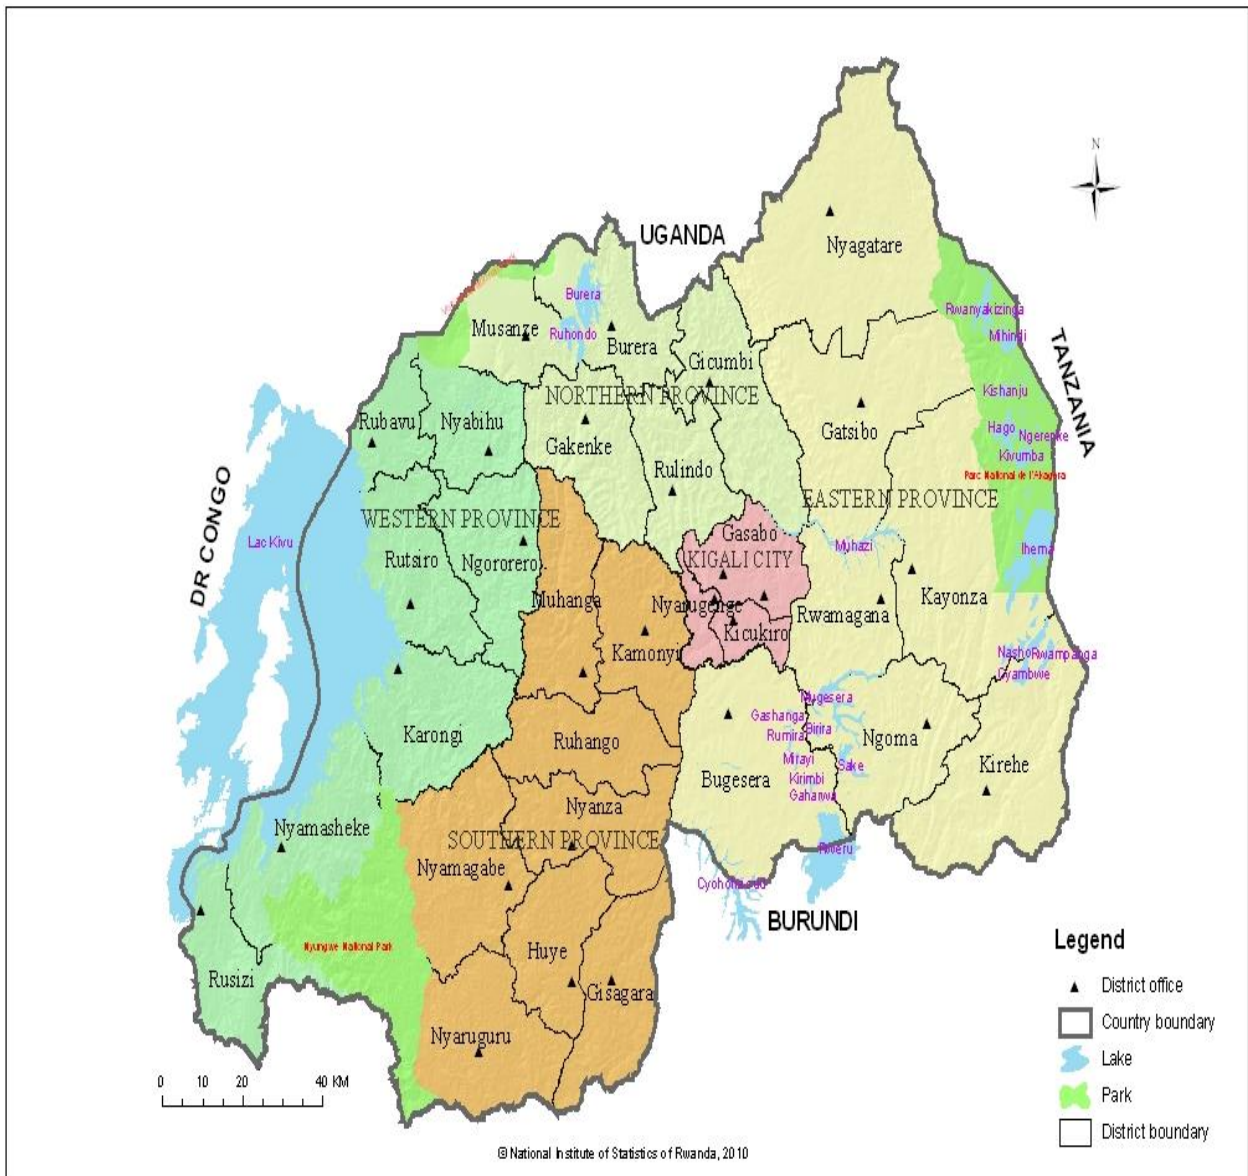 N
UGANDA
Nyagatare
Burera
Rwanyakizinga
Musanze
Ruhondo
Burera
Mihindi
TANZANIA
Gicumbi
Kishanju
NORTHERN PROVINCE
Rubavu
Nyabihu
Gakenke
Gatsibo
Hago
Ngerenke
Kivumba
Rulindo
Parc National de l'Akagera
EASTERN PROVINCE
DR CONGO
WESTERN PROVINCE
Gasabo
Lac Kivu
Muhazi
Ihema
KIGALI CITY
Rutsiro
Ngororero
Muhanga
Nyarugenge
Kayonza
Rwamagana
Kicukiro
Kamonyi
Nasho
Rwampanga
Cyambwe
Mugesera
Gashanga
Birira
Rumira
Karongi
Ruhango
Ngoma
Mirayi
Sake
Kirehe
Bugesera
Kirimbi
Gaharwa
Nyanza
Nyamasheke
SOUTHERN PROVINCE
Rweru
Nyamagabe
BURUNDI
Nyungwe National Park
Huye
Rusizi
Gisagara
Nyaruguru
Legend
District office
Country boundary
Lake
Park
District boundary
0 10 20 40 KM
© National Institute of Statistics of Rwanda, 2010